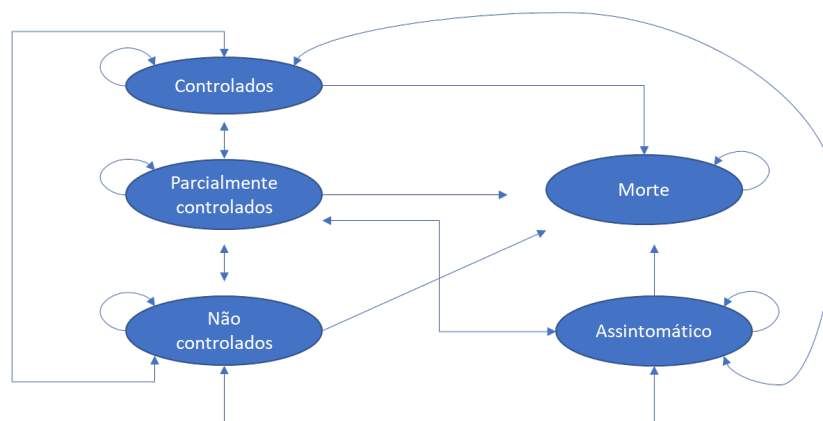 Controlados
Parcialmente
controlados
Morte
Não
controlados
Assintomático